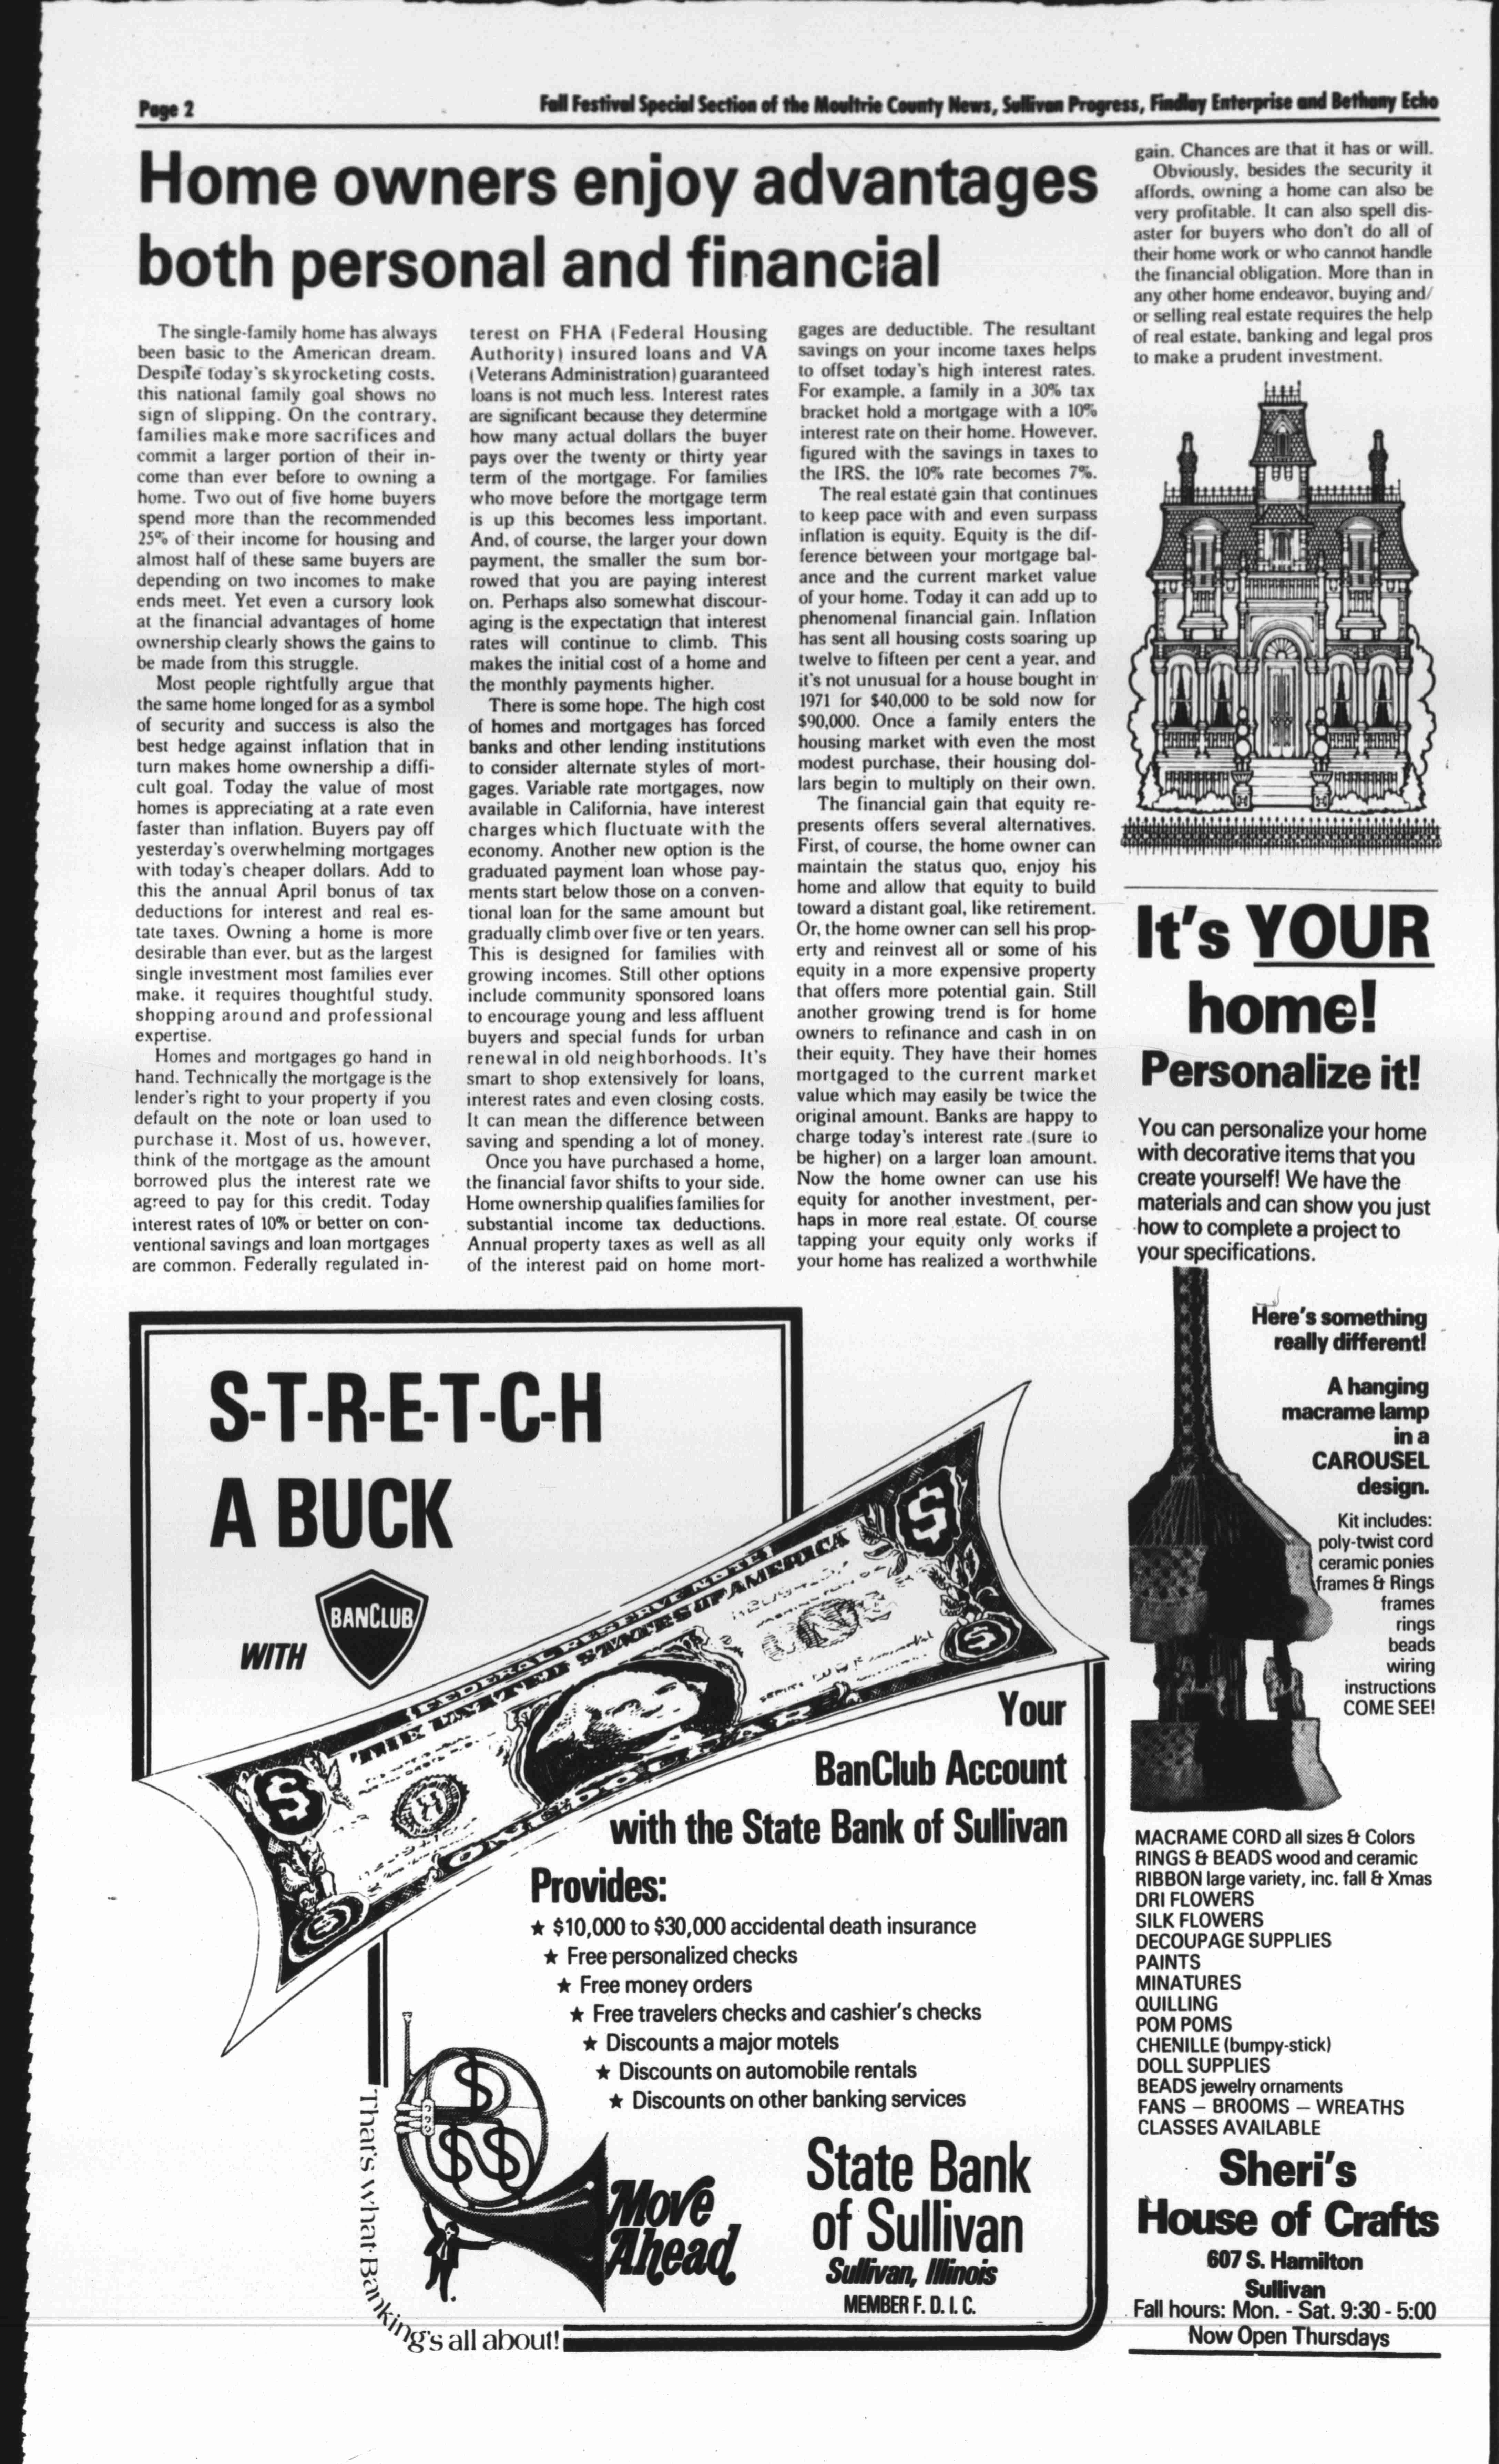 Page 2
Fall Festival Special Section of the Moultrie County News, Sullivan Progress, Findlay Enterprise and Bethany Echo
Home owners enjoy advantages
both personal and financial
The single-family home has always
been basic to the American dream.
Despite today's skyrocketing costs,
this national family goal shows no
sign of slipping. On the contrary,
families make more sacrifices and
commit a larger portion of their in-
come than ever before to owning a
home. Two out of five home buyers
spend more than the recommended
25% of their income for housing and
almost half of these same buyers are
depending on two incomes to make
ends meet. Yet even a cursory look
at the financial advantages of home
ownership clearly shows the gains to
be made from this struggle.
Most people rightfully argue that
the same home longed for as a symbol
of security and success is also the
best hedge against inflation that in
turn makes home ownership a diffi-
cult goal. Today the value of most
homes is appreciating at a rate even
faster than inflation. Buyers pay off
yesterday's overwhelming mortgages
with today's cheaper dollars. Add to
this the annual April bonus of tax
deductions for interest and real es-
tate taxes. Owning a home is more
desirable than ever, but as the largest
single investment most families ever
make, it requires thoughtful study,
shopping around and professional
expertise.
Homes and mortgages go hand in
hand. Technically the mortgage is the
lender's right to your property if you
default on the note or loan used to
purchase it. Most of us, however,
think of the mortgage as the amount
borrowed plus the interest rate we
agreed to pay for this credit. Today
interest rates of 10% or better on con-
ventional savings and loan mortgages
are common. Federally regulated in-
terest on FHA (Federal Housing
Authority) insured loans and VA
(Veterans Administration) guaranteed
loans is not much less. Interest rates
are significant because they determine
how many actual dollars the buyer
pays over the twenty or thirty year
term of the mortgage. For families
who move before the mortgage term
is up this becomes less important.
And, of course, the larger your down
payment, the smaller the sum bor-
rowed that you are paying interest
on. Perhaps also somewhat discour-
aging is the expectation that interest
rates will continue to climb. This
makes the initial cost of a home and
the monthly payments higher.
There is some hope. The high cost
of homes and mortgages has forced
banks and other lending institutions
to consider alternate styles of mort-
gages. Variable rate mortgages, now
available in California, have interest
charges which fluctuate with the
economy. Another new option is the
graduated payment loan whose pay-
ments start below those on a conven-
tional loan for the same amount but
gradually climb over five or ten years.
This is designed for families with
growing incomes. Still other options
include community sponsored loans
to encourage young and less affluent
buyers and special funds for urban
renewal in old neighborhoods. It's
smart to shop extensively for loans,
interest rates and even closing costs.
It can mean the difference between
saving and spending a lot of money.
Once you have purchased a home,
the financial favor shifts to your side.
Home ownership qualifies families for
substantial income tax deductions.
Annual property taxes as well as all
of the interest paid on home mort-
gages are deductible. The resultant
savings on your income taxes helps
to offset today's high interest rates.
For example, a family in a 30% tax
bracket hold a mortgage with a 10%
interest rate on their home. However,
figured with the savings in taxes to
the IRS, the 10% rate becomes 7%.
The real estate gain that continues
to keep pace with and even surpass
inflation is equity. Equity is the dif-
ference between your mortgage bal-
ance and the current market value
of your home. Today it can add up to
phenomenal financial gain. Inflation
has sent all housing costs soaring up
twelve to fifteen per cent a year, and
it's not unusual for a house bought in
1971 for $40,000 to be sold now for
$90,000. Once a family enters the
housing market with even the most
modest purchase, their housing dol-
lars begin to multiply on their own.
The financial gain that equity re-
presents offers several alternatives.
First, of course, the home owner can
maintain the status quo, enjoy his
home and allow that equity to build
toward a distant goal, like retirement.
Or, the home owner can sell his prop-
erty and reinvest all or some of his
equity in a more expensive property
that offers more potential gain. Still
another growing trend is for home
owners to refinance and cash in on
their equity. They have their homes
mortgaged to the current market
value which may easily be twice the
original amount. Banks are happy to
charge today's interest rate (sure to
be higher) on a larger loan amount.
Now the home owner can use his
equity for another investment, per-
haps in more real estate. Of course
tapping your equity only works if
your home has realized a worthwhile
gain. Chances are that it has or will.
Obviously, besides the security it
affords, owning a home can also be
very profitable. It can also spell dis-
aster for buyers who don't do all of
their home work or who cannot handle
the financial obligation. More than in
any other home endeavor, buying and/
or selling real estate requires the help
of real estate, banking and legal pros
to make a prudent investment.
S-T-R-E-T-C-H
A BUCK
WITH
BANCLUB
FEDERAL RESERVE NOTE
THE UNITED STATES OF AMERICA
ONE DOLLAR
Your
BanClub Account
with the State Bank of Sullivan
Provides:
★ $10,000 to $30,000 accidental death insurance
★ Free personalized checks
★ Free money orders
★ Free travelers checks and cashier's checks
★ Discounts a major motels
★ Discounts on automobile rentals
★ Discounts on other banking services
That's what Banking's all about!
Move
Ahead
State Bank
of Sullivan
Sullivan, Illinois
MEMBER F. D. I. C.
It's YOUR
home!
Personalize it!
You can personalize your home
with decorative items that you
create yourself! We have the
materials and can show you just
how to complete a project to
your specifications.
Here's something
really different!
A hanging
macrame lamp
in a
CAROUSEL
design.
Kit includes:
poly-twist cord
ceramic ponies
frames & Rings
frames
rings
beads
wiring
instructions
COME SEE!
MACRAME CORD all sizes & Colors
RINGS & BEADS wood and ceramic
RIBBON large variety, inc. fall & Xmas
DRI FLOWERS
SILK FLOWERS
DECOUPAGE SUPPLIES
PAINTS
MINATURES
QUILLING
POM POMS
CHENILLE (bumpy-stick)
DOLL SUPPLIES
BEADS jewelry ornaments
FANS – BROOMS – WREATHS
CLASSES AVAILABLE
Sheri's
House of Crafts
607 S. Hamilton
Sullivan
Fall hours: Mon. - Sat. 9:30 - 5:00
Now Open Thursdays